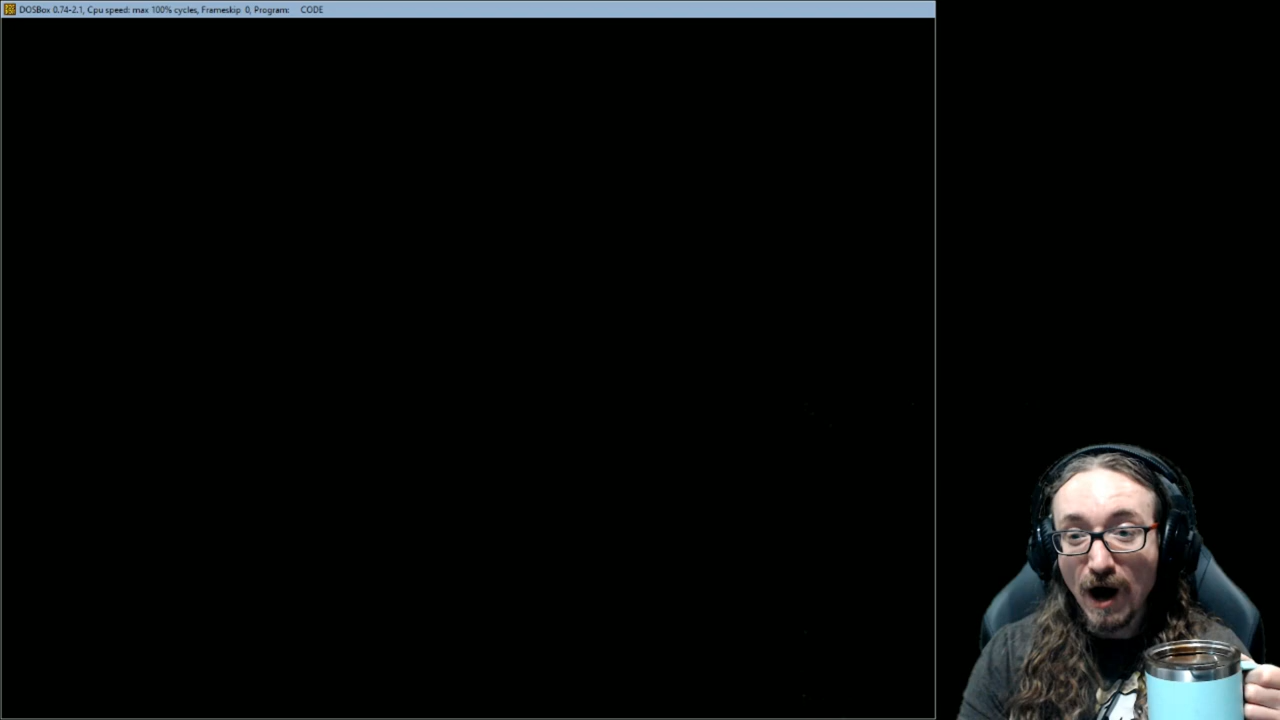 DOSBox 0.74-2.1, Cpu speed: max 100% cycles, Frameskip 0, Program: CODE